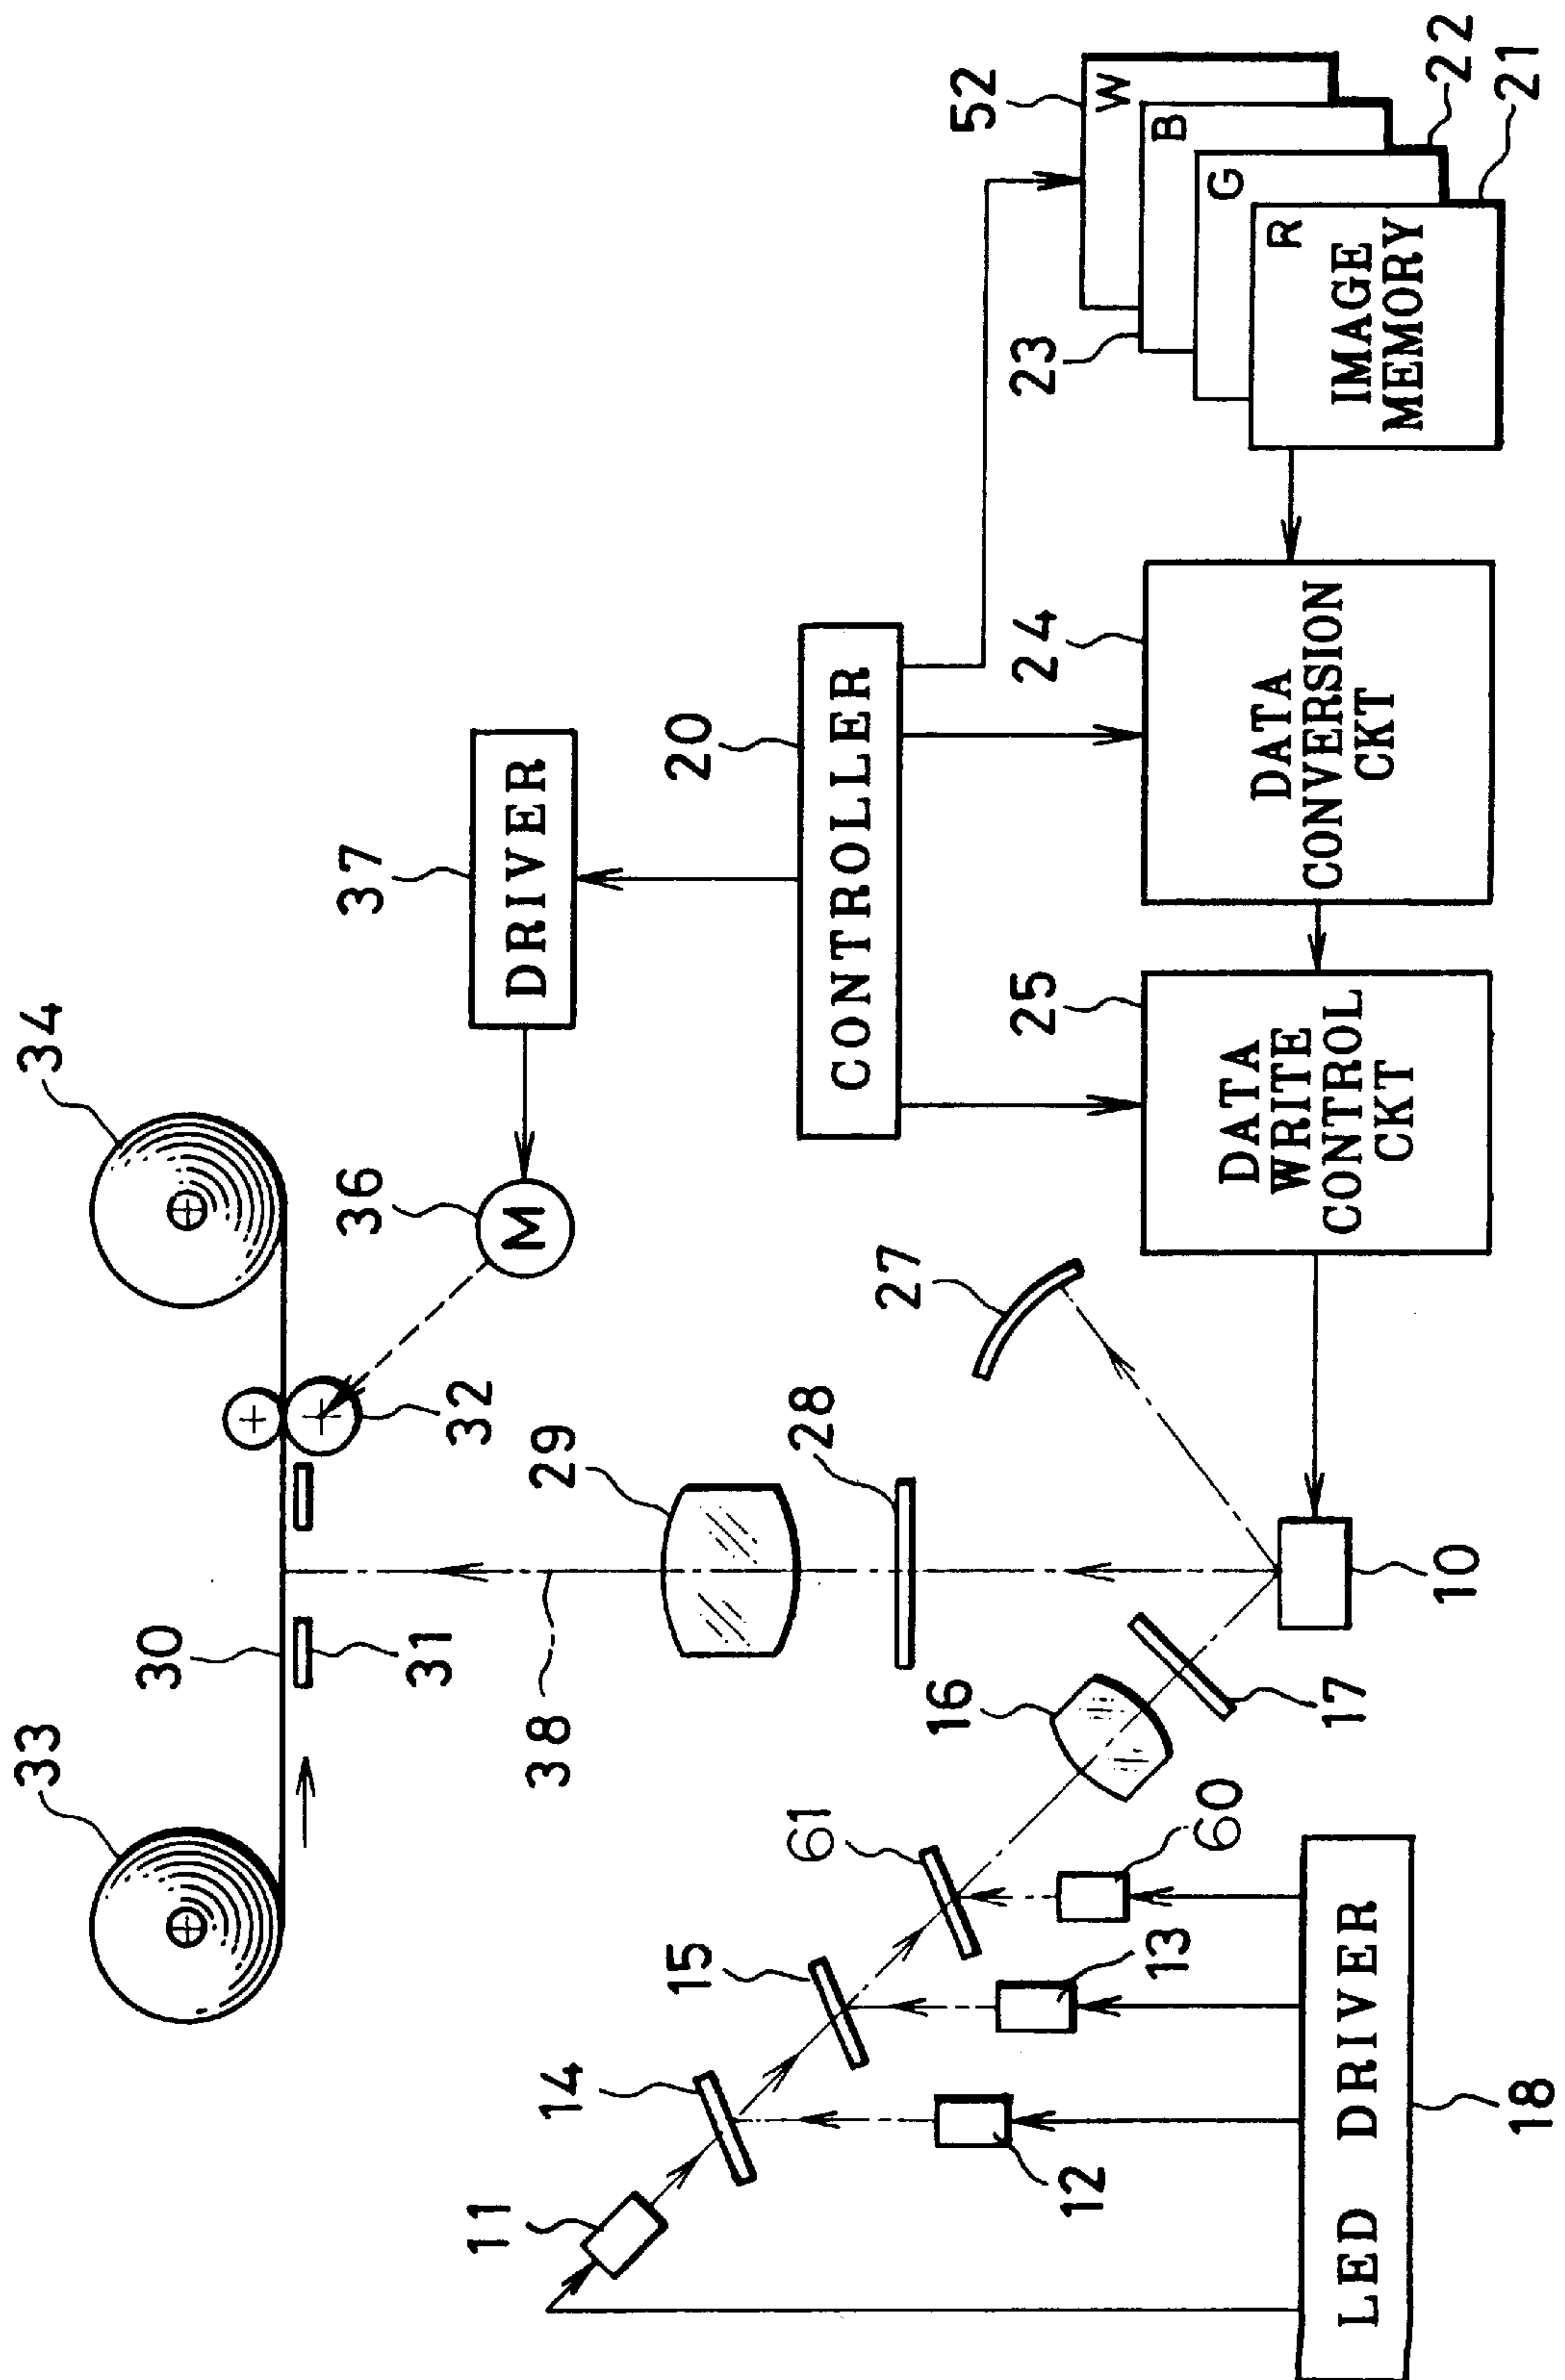 33
34
30
31
32
36
M
37
DRIVER
38
29
28
27
20
CONTROLLER
52
W
23
B
G
22
R
21
IMAGE
MEMORY
24
DATA
CONVERSION
CKT
25
DATA
WRITE
CONTROL
CKT
10
17
16
61
60
15
13
14
12
11
LED DRIVER
18